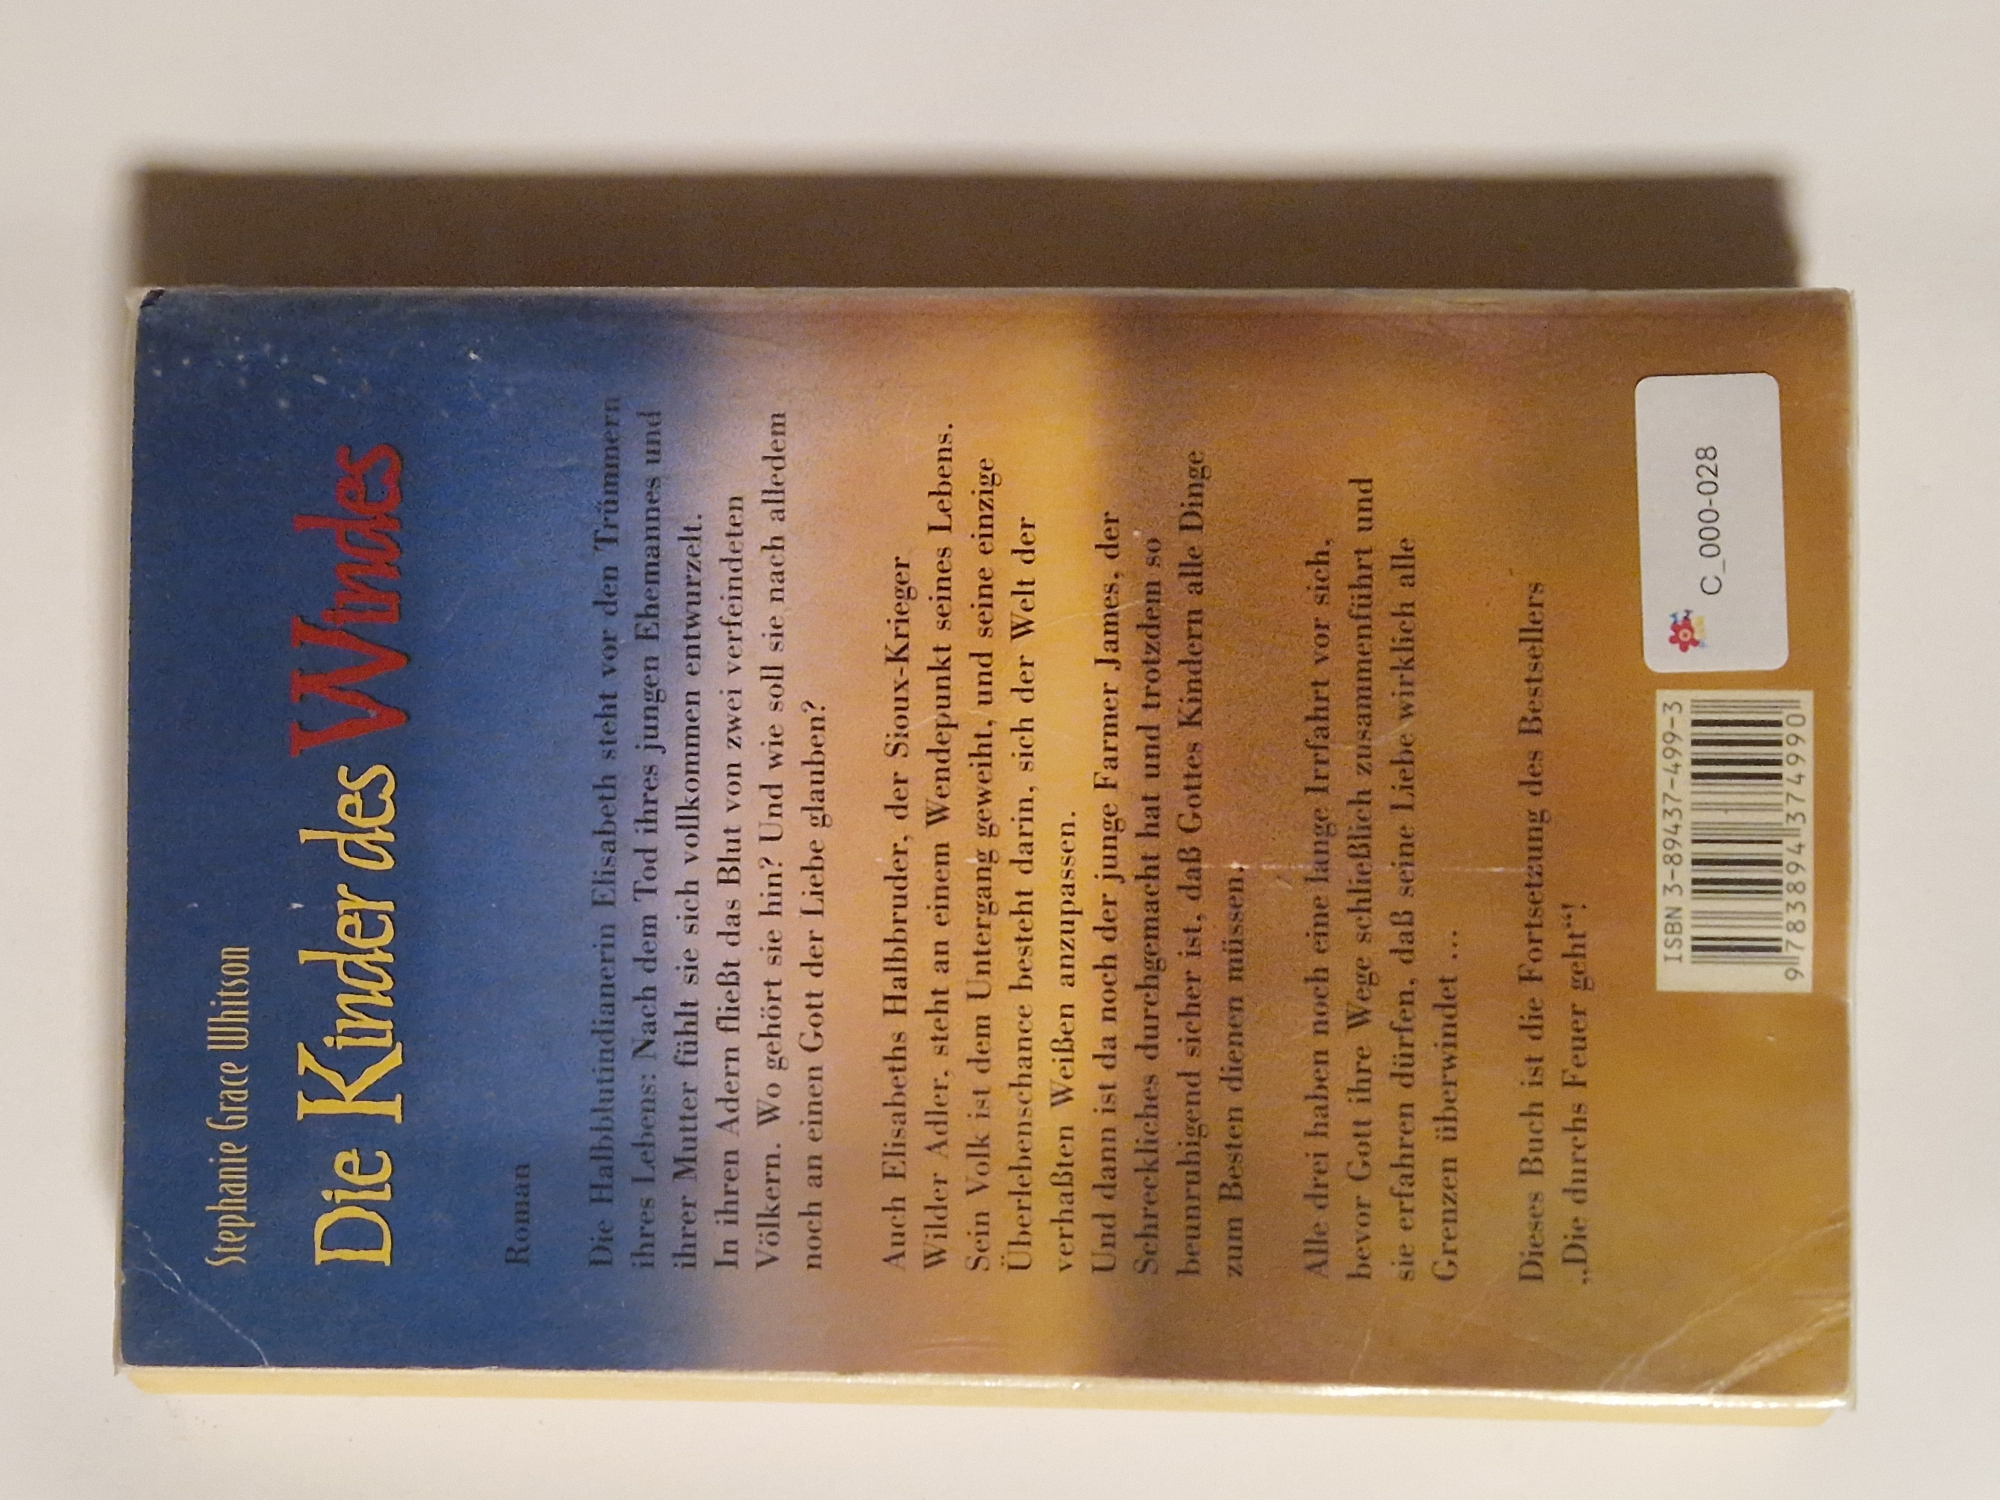 Stephanie Grace Whitson
Die Kinder des Windes
Roman
Die Halbblutindianerin Elisabeth steht vor den Trümmern
ihres Lebens: Nach dem Tod ihres jungen Ehemannes und
ihrer Mutter fühlt sie sich vollkommen entwurzelt.
In ihren Adern fließt das Blut von zwei verfeindeten
Völkern. Wo gehört sie hin? Und wie soll sie nach alledem
noch an einen Gott der Liebe glauben?
Auch Elisabeths Halbbruder, der Sioux-Krieger
Wilder Adler, steht an einem Wendepunkt seines Lebens.
Sein Volk ist dem Untergang geweiht, und seine einzige
Überlebenschance besteht darin, sich der Welt der
verhaßten Weißen anzupassen.
Und dann ist da noch der junge Farmer James, der
Schreckliches durchgemacht hat und trotzdem so
beunruhigend sicher ist, daß Gottes Kindern alle Dinge
zum Besten dienen müssen.
Alle drei haben noch eine lange Irrfahrt vor sich,
bevor Gott ihre Wege schließlich zusammenführt und
sie erfahren dürfen, daß seine Liebe wirklich alle
Grenzen überwindet ...
Dieses Buch ist die Fortsetzung des Bestsellers
„Die durchs Feuer geht“!
ISBN 3-89437-499-3
9 783894 374990
C_000-028